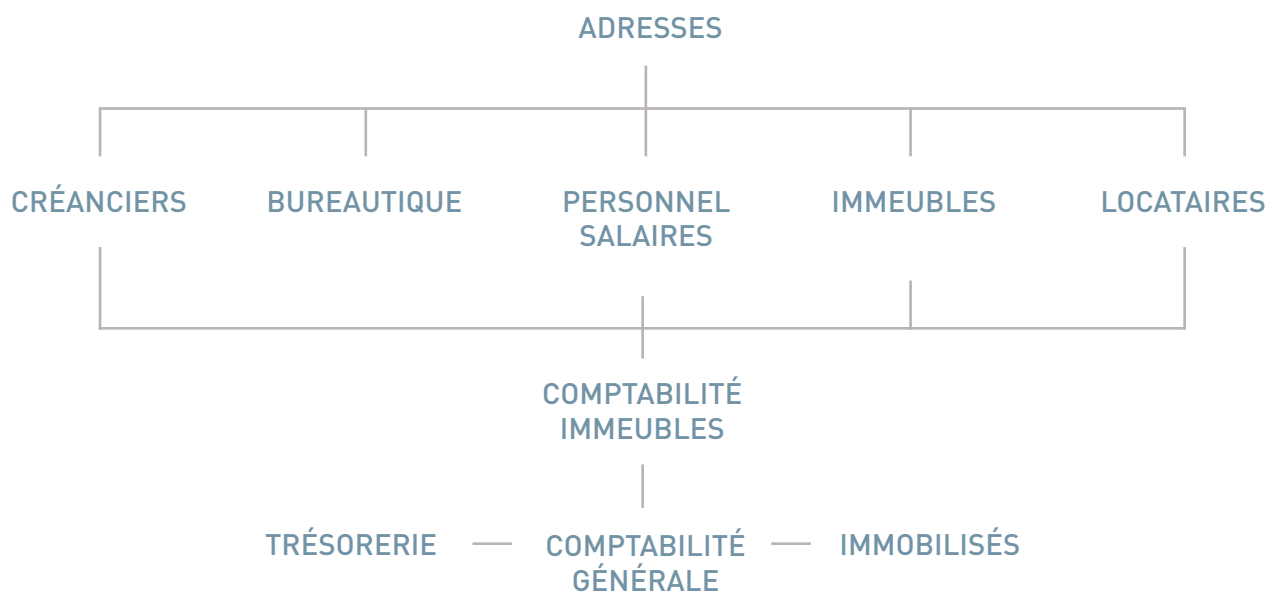 ADRESSES
CRÉANCIERS
BUREAUTIQUE
PERSONNEL
SALAIRES
IMMEUBLES
LOCATAIRES
COMPTABILITÉ
IMMEUBLES
TRÉSORERIE
COMPTABILITÉ
GÉNÉRALE
IMMOBILISÉS